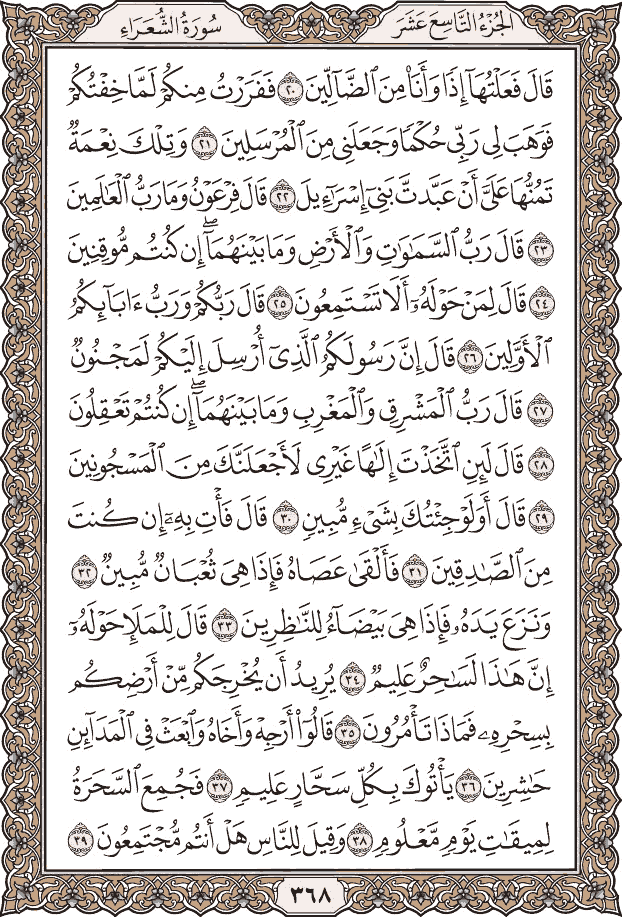 الجُزْءُ التَّاسِعَ عَشَرَ
سُورَةُ الشُّعَرَاءِ
قَالَ فَعَلْتُهَآ إِذًا وَأَنَا۠ مِنَ ٱلضَّآلِّينَ ٢٠ فَفَرَرْتُ مِنكُمْ لَمَّا خِفْتُكُمْ
فَوَهَبَ لِى رَبِّى حُكْمًا وَجَعَلَنِى مِنَ ٱلْمُرْسَلِينَ ٢١ وَتِلْكَ نِعْمَةٌ
تَمُنُّهَا عَلَىَّ أَنْ عَبَّدتَّ بَنِىٓ إِسْرَٰٓءِيلَ ٢٢ قَالَ فِرْعَوْنُ وَمَا رَبُّ ٱلْعَٰلَمِينَ
٢٣ قَالَ رَبُّ ٱلسَّمَٰوَٰتِ وَٱلْأَرْضِ وَمَا بَيْنَهُمَآ ۖ إِن كُنتُم مُّوقِنِينَ
٢٤ قَالَ لِمَنْ حَوْلَهُۥٓ أَلَا تَسْتَمِعُونَ ٢٥ قَالَ رَبُّكُمْ وَرَبُّ ءَابَآئِكُمُ
ٱلْأَوَّلِينَ ٢٦ قَالَ إِنَّ رَسُولَكُمُ ٱلَّذِىٓ أُرْسِلَ إِلَيْكُمْ لَمَجْنُونٌ
٢٧ قَالَ رَبُّ ٱلْمَشْرِقِ وَٱلْمَغْرِبِ وَمَا بَيْنَهُمَآ ۖ إِن كُنتُمْ تَعْقِلُونَ
٢٨ قَالَ لَئِنِ ٱتَّخَذْتَ إِلَٰهًا غَيْرِى لَأَجْعَلَنَّكَ مِنَ ٱلْمَسْجُونِينَ
٢٩ قَالَ أَوَلَوْ جِئْتُكَ بِشَىْءٍ مُّبِينٍ ٣٠ قَالَ فَأْتِ بِهِۦٓ إِن كُنتَ
مِنَ ٱلصَّٰدِقِينَ ٣١ فَأَلْقَىٰ عَصَاهُ فَإِذَا هِىَ ثُعْبَانٌ مُّبِينٌ ٣٢
وَنَزَعَ يَدَهُۥ فَإِذَا هِىَ بَيْضَآءُ لِلنَّٰظِرِينَ ٣٣ قَالَ لِلْمَلَإِ حَوْلَهُۥٓ
إِنَّ هَٰذَا لَسَٰحِرٌ عَلِيمٌ ٣٤ يُرِيدُ أَن يُخْرِجَكُم مِّنْ أَرْضِكُم
بِسِحْرِهِۦ فَمَاذَا تَأْمُرُونَ ٣٥ قَالُوٓا۟ أَرْجِهْ وَأَخَاهُ وَٱبْعَثْ فِى ٱلْمَدَآئِنِ
حَٰشِرِينَ ٣٦ يَأْتُوكَ بِكُلِّ سَحَّارٍ عَلِيمٍ ٣٧ فَجُمِعَ ٱلسَّحَرَةُ
لِمِيقَٰتِ يَوْمٍ مَّعْلُومٍ ٣٨ وَقِيلَ لِلنَّاسِ هَلْ أَنتُم مُّجْتَمِعُونَ ٣٩
٣٦٨